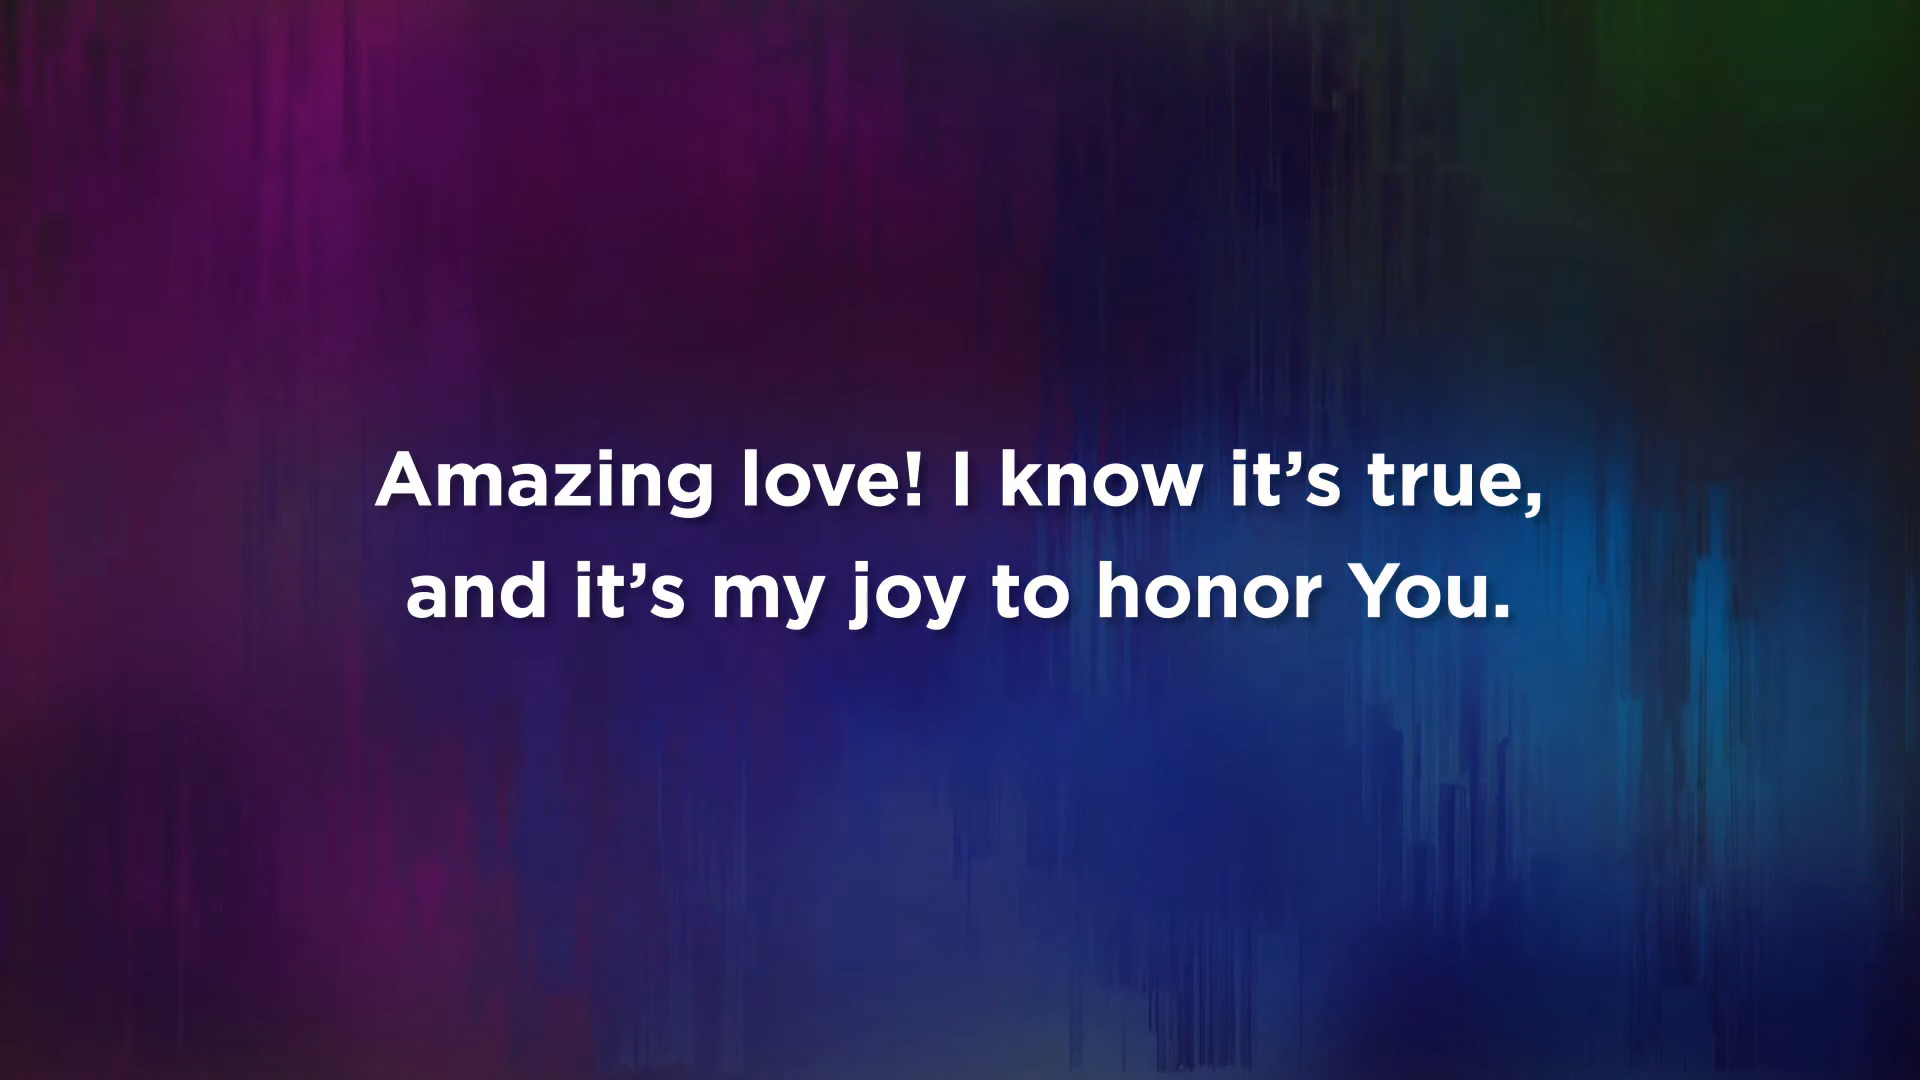 Amazing love! I know it’s true,
and it’s my joy to honor You.